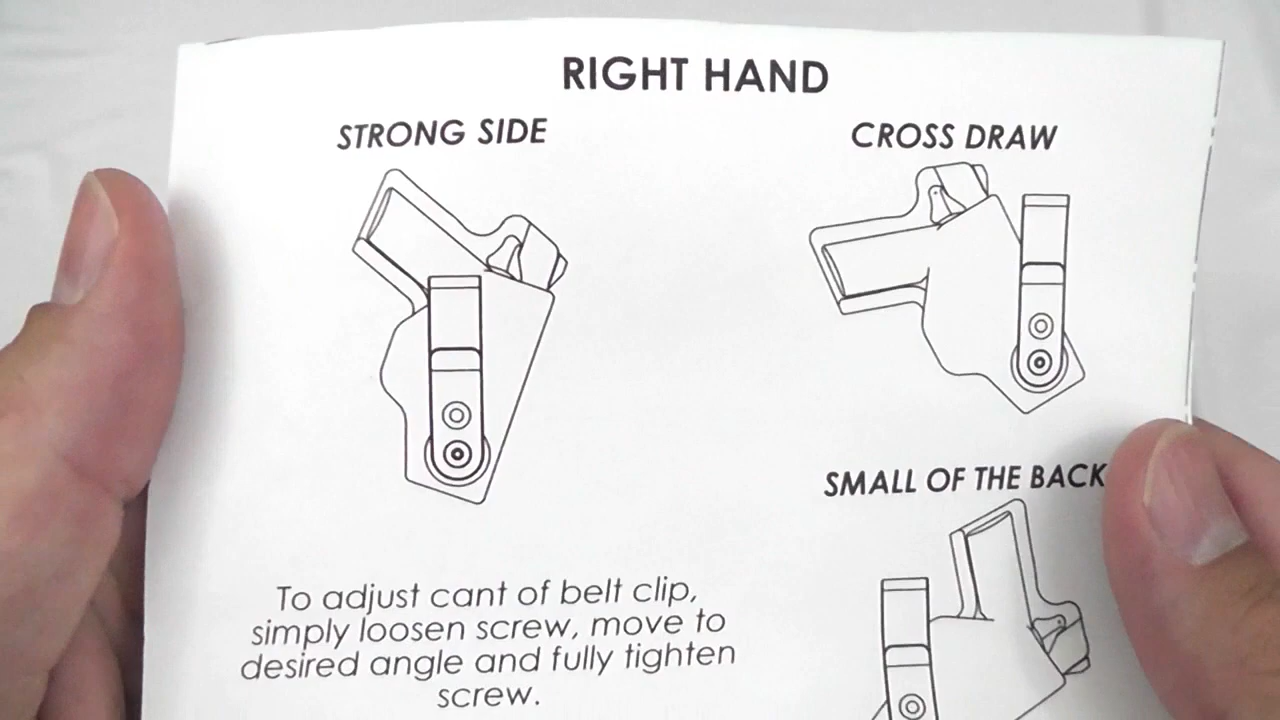 RIGHT HAND
STRONG SIDE
CROSS DRAW
SMALL OF THE BACK
To adjust cant of belt clip,
simply loosen screw, move to
desired angle and fully tighten
screw.